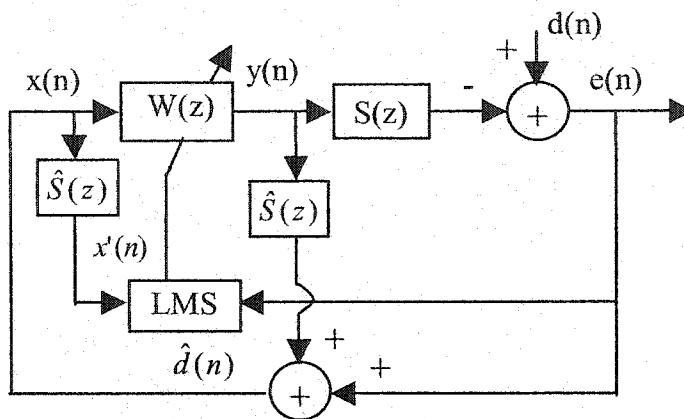 d(n)
+
x(n)
y(n)
-
e(n)
W(z)
S(z)
+
Ŝ(z)
Ŝ(z)
x'(n)
LMS
+
d̂(n)
+
+